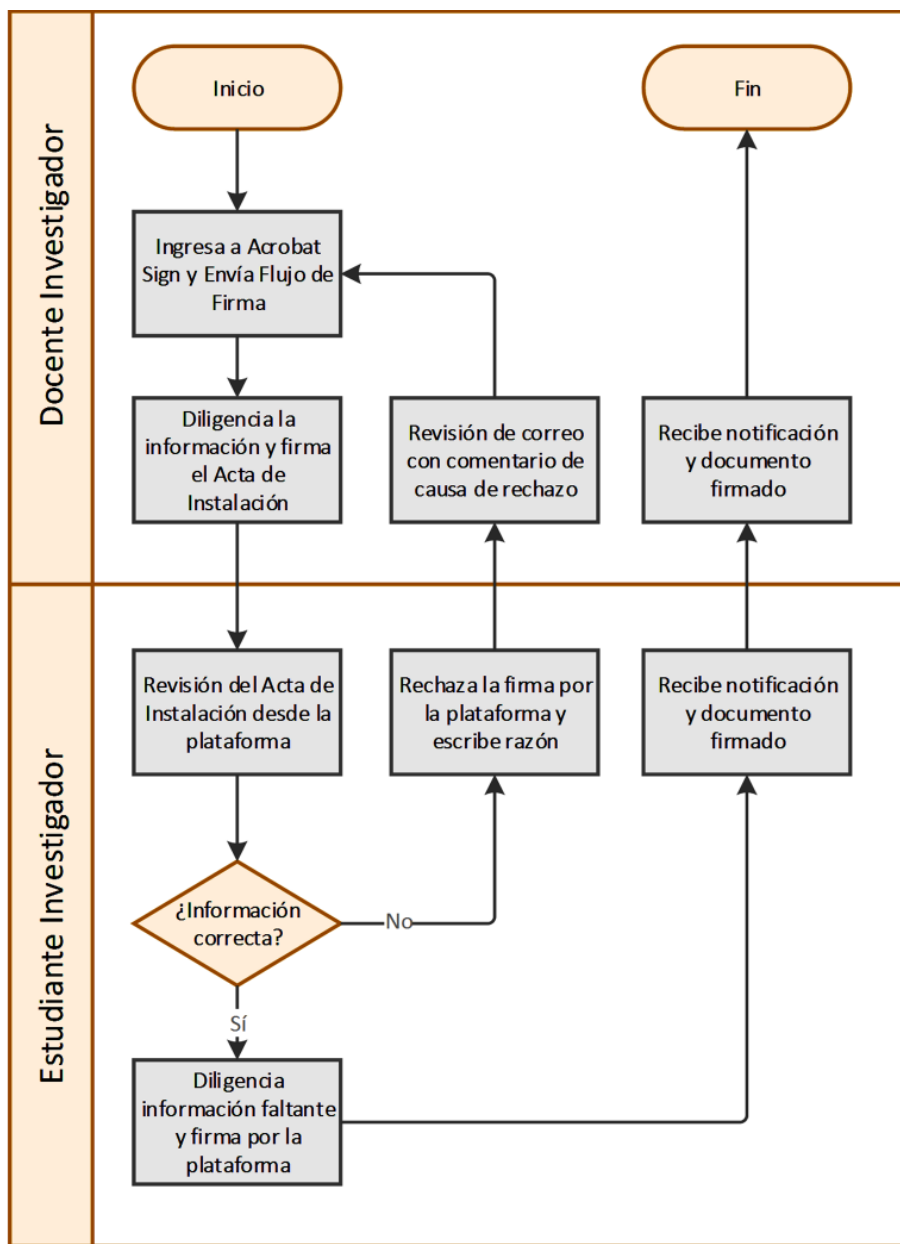 Docente Investigador
Inicio
Fin
Ingresa a Acrobat
Sign y Envía Flujo de
Firma
Diligencia la
información y firma
el Acta de
Instalación
Revisión de correo
con comentario de
causa de rechazo
Recibe notificación
y documento
firmado
Estudiante Investigador
Revisión del Acta de
Instalación desde la
plataforma
Rechaza la firma por
la plataforma y
escribe razón
Recibe notificación
y documento
firmado
¿Información
correcta?
No
Sí
Diligencia
información faltante
y firma por la
plataforma